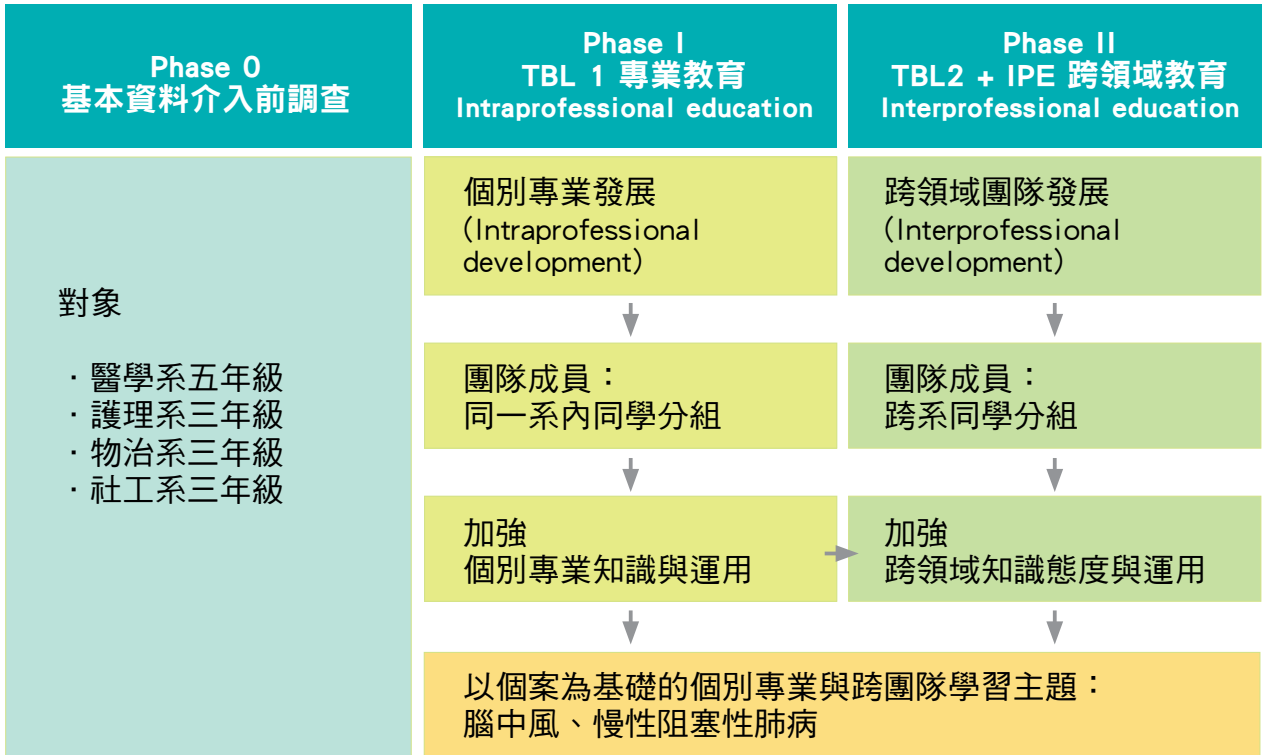 Phase 0
基本資料介入前調查
Phase I
TBL 1 專業教育
Intraprofessional education
Phase II
TBL2 + IPE 跨領域教育
Interprofessional education
對象
·醫學系五年級
·護理系三年級
·物治系三年級
·社工系三年級
個別專業發展
(Intraprofessional
development)
團隊成員：
同一系內同學分組
加強
個別專業知識與運用
跨領域團隊發展
(Interprofessional
development)
團隊成員：
跨系同學分組
加強
跨領域知識態度與運用
以個案為基礎的個別專業與跨團隊學習主題：
腦中風、慢性阻塞性肺病